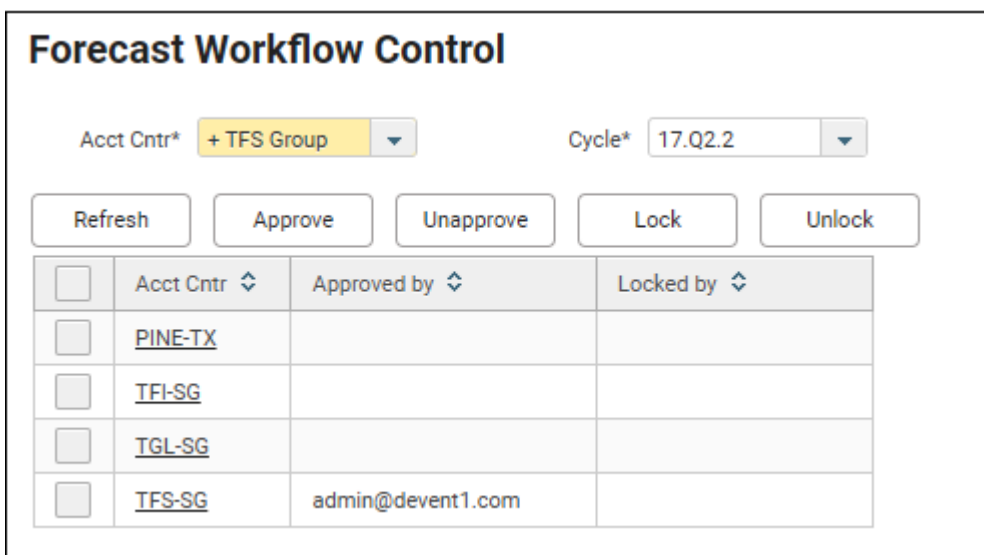 Forecast Workflow Control
Acct Cntr* + TFS Group Cycle* 17.Q2.2
Refresh Approve Unapprove Lock Unlock
Acct Cntr Approved by Locked by
PINE-TX
TFI-SG
TGL-SG
TFS-SG admin@devent1.com